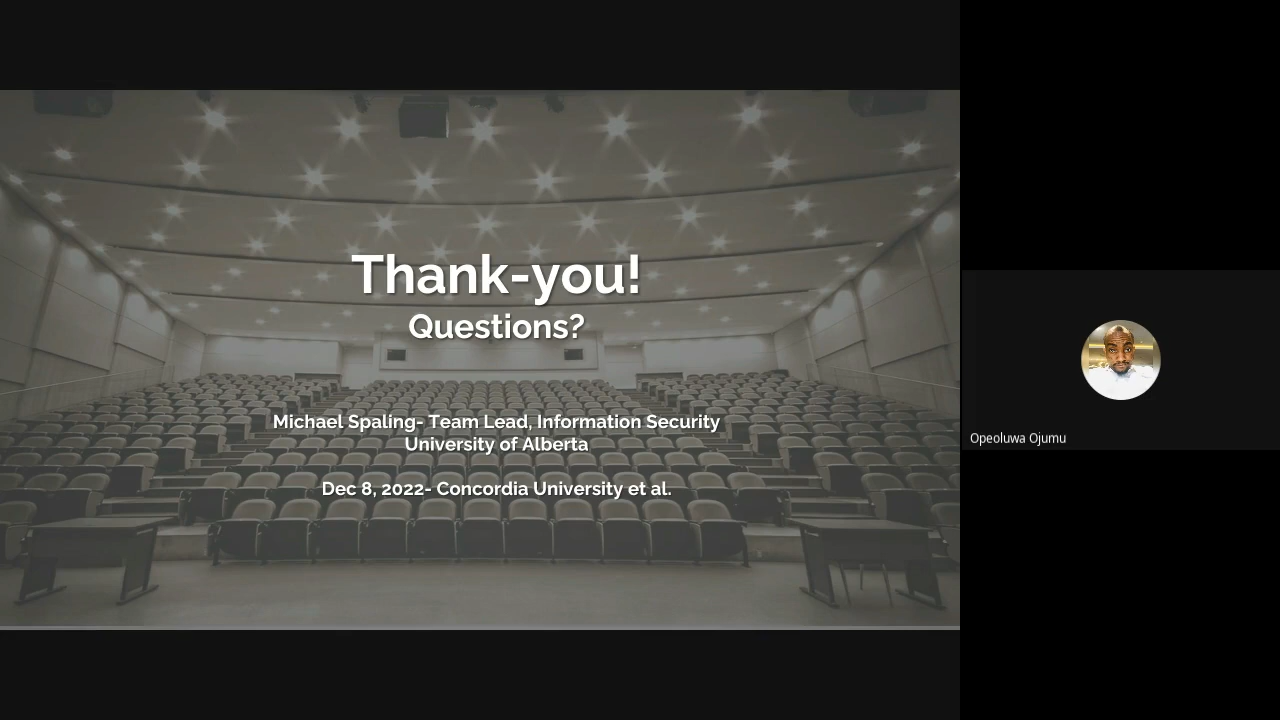 Thank-you!
Questions?
Michael Spaling- Team Lead, Information Security
University of Alberta
Dec 8, 2022- Concordia University et al.
Opeoluwa Ojumu